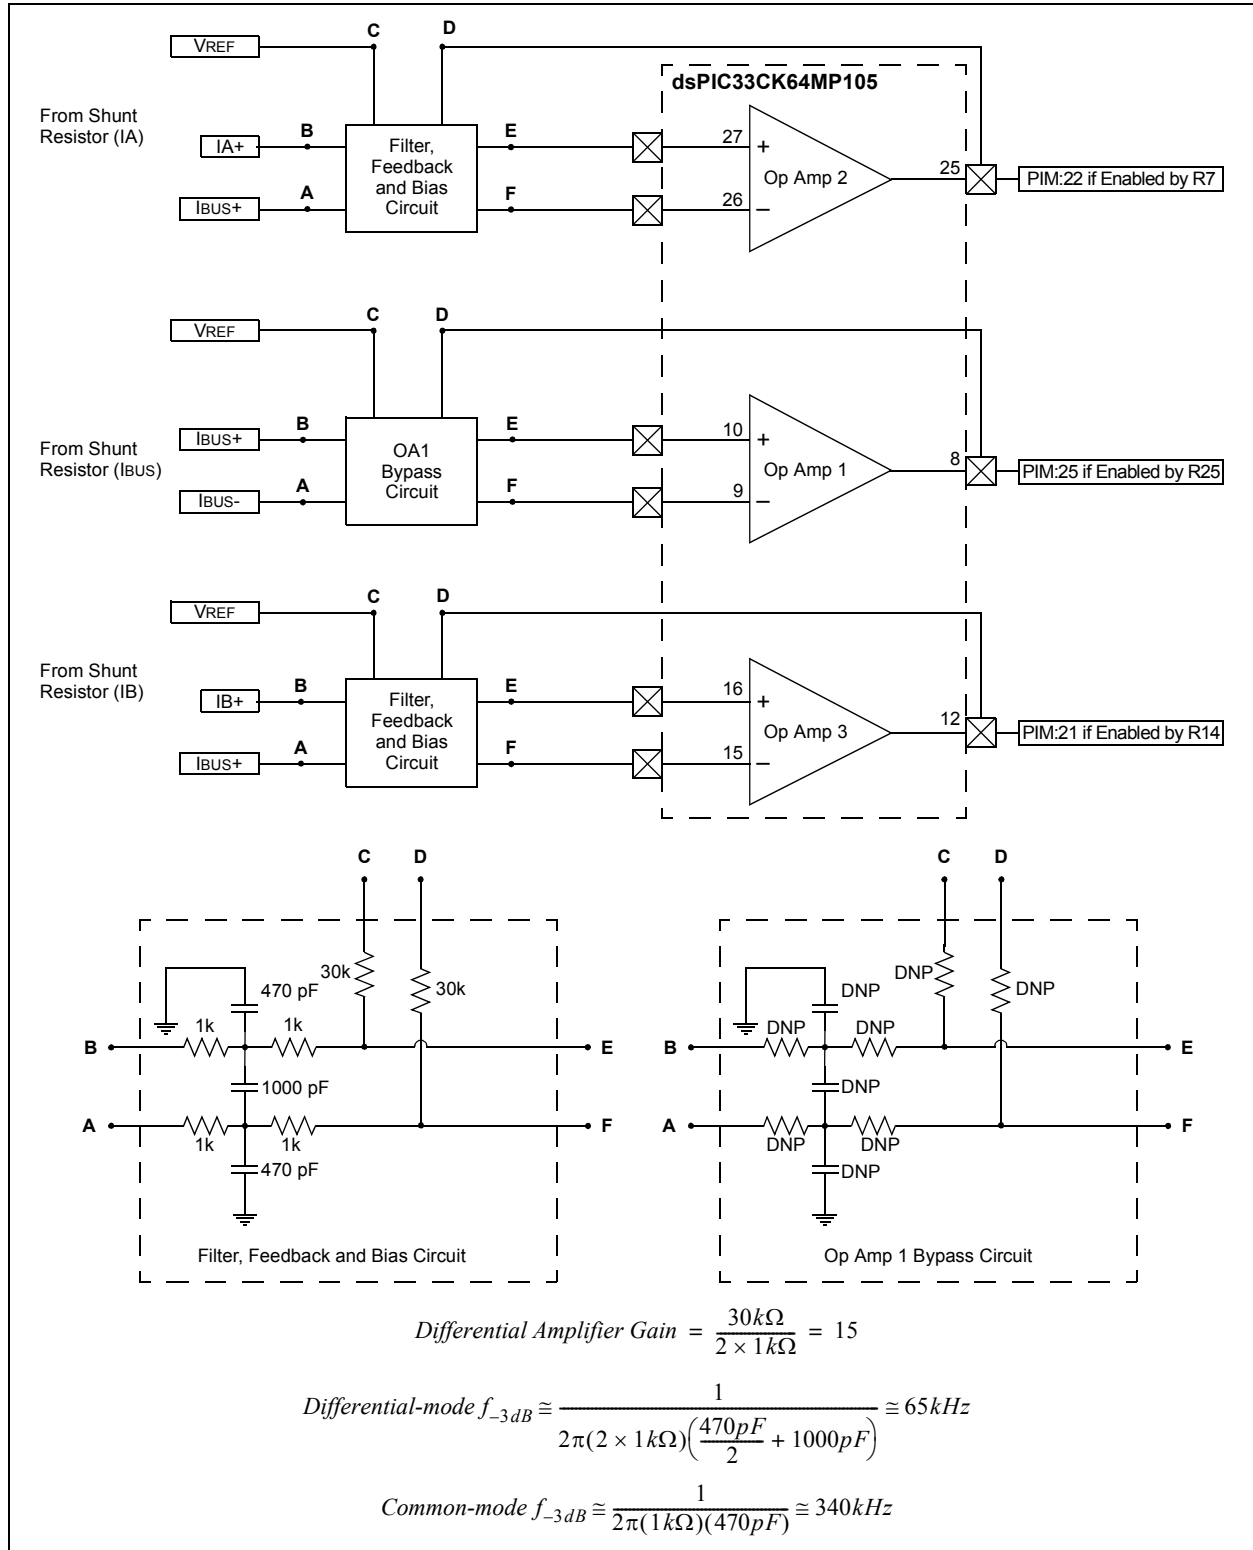 C D
VREF
dsPIC33CK64MP105
From Shunt
Resistor (IA)
IA+ B
Filter,
Feedback
and Bias
Circuit
E
27 +
Op Amp 2
25
PIM:22 if Enabled by R7
IBUS+ A
F
26 −
C D
VREF
From Shunt
Resistor (IBUS)
IBUS+ B
OA1
Bypass
Circuit
E
10 +
Op Amp 1
8
PIM:25 if Enabled by R25
IBUS- A
F
9 −
C D
VREF
From Shunt
Resistor (IB)
IB+ B
Filter,
Feedback
and Bias
Circuit
E
16 +
Op Amp 3
12
PIM:21 if Enabled by R14
IBUS+ A
F
15 −
C D
30k
30k
470 pF
1k 1k
B E
1000 pF
A F
1k 1k
470 pF
Filter, Feedback and Bias Circuit
C D
DNP
DNP
DNP
DNP DNP
B E
DNP
A F
DNP DNP
DNP
Op Amp 1 Bypass Circuit
Differential Amplifier Gain = 30kΩ / 2 × 1kΩ = 15
Differential-mode f−3dB ≅ 1 / 2π(2 × 1kΩ)(470pF / 2 + 1000pF) ≅ 65kHz
Common-mode f−3dB ≅ 1 / 2π(1kΩ)(470pF) ≅ 340kHz